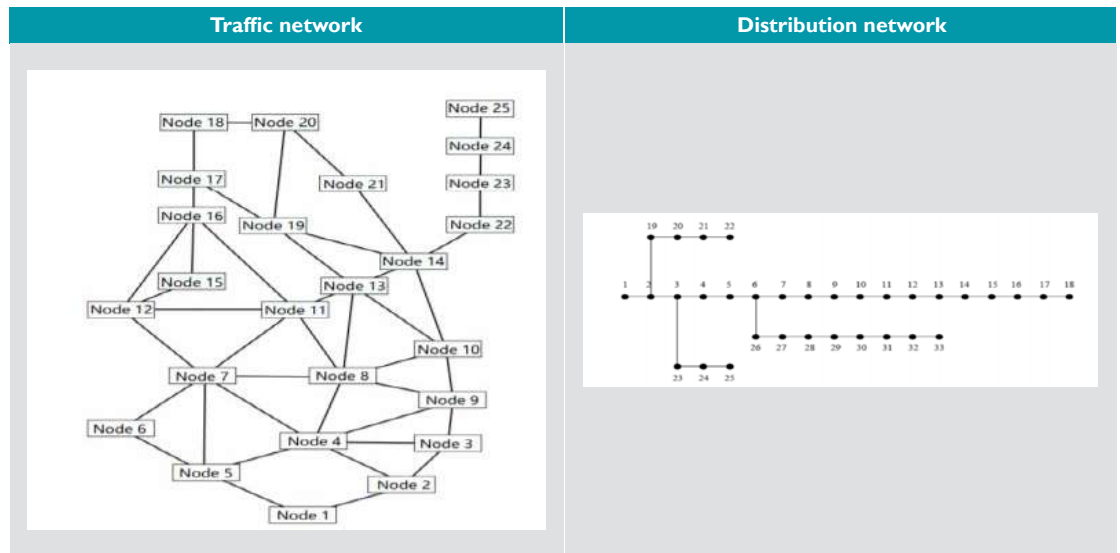 Traffic network
Distribution network
Node 25
Node 18
Node 20
Node 24
Node 17
Node 21
Node 23
Node 16
Node 19
Node 22
Node 14
Node 15
Node 13
Node 12
Node 11
Node 10
Node 7
Node 8
Node 9
Node 6
Node 4
Node 3
Node 5
Node 2
Node 1
19 20 21 22
1 2 3 4 5 6 7 8 9 10 11 12 13 14 15 16 17 18
26 27 28 29 30 31 32 33
23 24 25